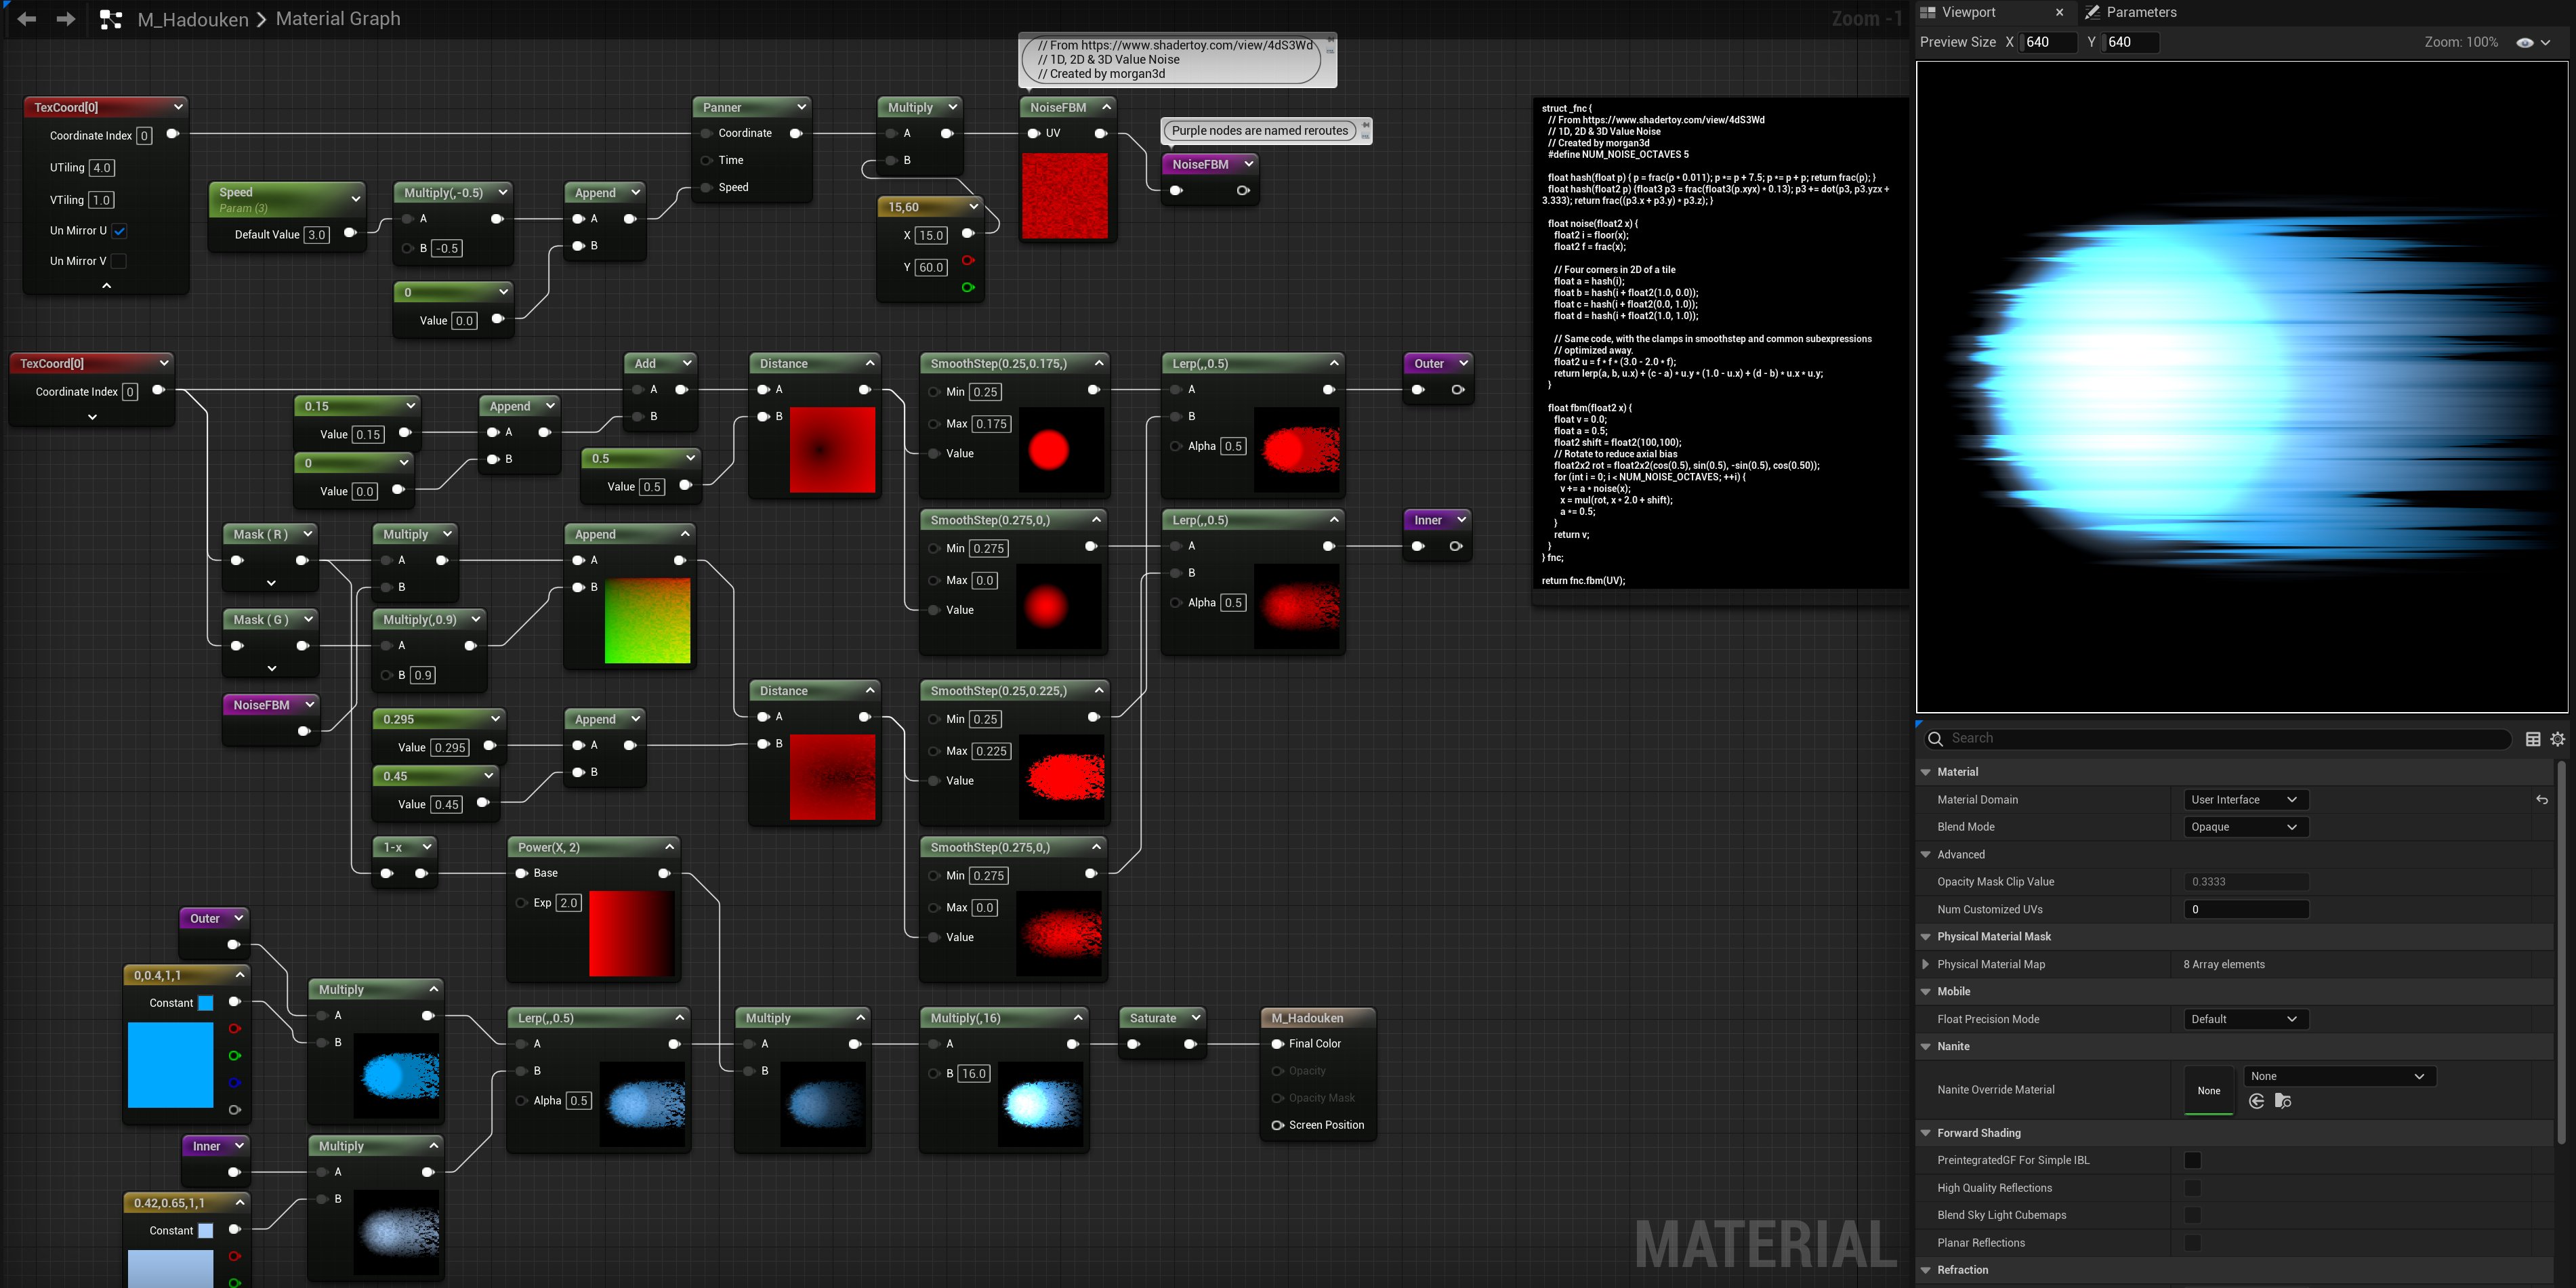 M_Hadouken > Material Graph
Zoom -1
// From https://www.shadertoy.com/view/4dS3Wd
// 1D, 2D & 3D Value Noise
// Created by morgan3d
TexCoord[0]
Coordinate Index 0
UTiling 4.0
VTiling 1.0
Un Mirror U
Un Mirror V
Speed
Param (3)
Default Value 3.0
Multiply(,-0.5)
A
B -0.5
0
Value 0.0
Append
A
B
Panner
Coordinate
Time
Speed
Multiply
A
B
15,60
X 15.0
Y 60.0
NoiseFBM
UV
Purple nodes are named reroutes
NoiseFBM
TexCoord[0]
Coordinate Index 0
0.15
Value 0.15
0
Value 0.0
Append
A
B
Add
A
B
0.5
Value 0.5
Distance
A
B
SmoothStep(0.25,0.175,)
Min 0.25
Max 0.175
Value
Lerp(,,0.5)
A
B
Alpha 0.5
Outer
SmoothStep(0.275,0,)
Min 0.275
Max 0.0
Value
Lerp(,,0.5)
A
B
Alpha 0.5
Inner
Mask ( R )
Mask ( G )
NoiseFBM
Multiply
A
B
Multiply(,0.9)
A
B 0.9
Append
A
B
0.295
Value 0.295
0.45
Value 0.45
Append
A
B
Distance
A
B
SmoothStep(0.25,0.225,)
Min 0.25
Max 0.225
Value
SmoothStep(0.275,0,)
Min 0.275
Max 0.0
Value
1-x
Power(X, 2)
Base
Exp 2.0
Outer
0,0.4,1,1
Constant
Multiply
A
B
Inner
0.42,0.65,1,1
Constant
Multiply
A
B
Lerp(,,0.5)
A
B
Alpha 0.5
Multiply
A
B
Multiply(,16)
A
B 16.0
Saturate
M_Hadouken
Final Color
Opacity
Opacity Mask
Screen Position
MATERIAL
struct _fnc {
// From https://www.shadertoy.com/view/4dS3Wd
// 1D, 2D & 3D Value Noise
// Created by morgan3d
#define NUM_NOISE_OCTAVES 5
float hash(float p) { p = frac(p * 0.011); p *= p + 7.5; p *= p + p; return frac(p); }
float hash(float2 p) {float3 p3 = frac(float3(p.xyx) * 0.13); p3 += dot(p3, p3.yzx +
3.333); return frac((p3.x + p3.y) * p3.z); }
float noise(float2 x) {
float2 i = floor(x);
float2 f = frac(x);
// Four corners in 2D of a tile
float a = hash(i);
float b = hash(i + float2(1.0, 0.0));
float c = hash(i + float2(0.0, 1.0));
float d = hash(i + float2(1.0, 1.0));
// Same code, with the clamps in smoothstep and common subexpressions
// optimized away.
float2 u = f * f * (3.0 - 2.0 * f);
return lerp(a, b, u.x) + (c - a) * u.y * (1.0 - u.x) + (d - b) * u.x * u.y;
}
float fbm(float2 x) {
float v = 0.0;
float a = 0.5;
float2 shift = float2(100,100);
// Rotate to reduce axial bias
float2x2 rot = float2x2(cos(0.5), sin(0.5), -sin(0.5), cos(0.50));
for (int i = 0; i < NUM_NOISE_OCTAVES; ++i) {
v += a * noise(x);
x = mul(rot, x * 2.0 + shift);
a *= 0.5;
}
return v;
}
} fnc;
return fnc.fbm(UV);
Viewport × Parameters
Preview Size X 640 Y 640 Zoom: 100%
Search
Material
Material Domain User Interface
Blend Mode Opaque
Advanced
Opacity Mask Clip Value 0.3333
Num Customized UVs 0
Physical Material Mask
Physical Material Map 8 Array elements
Mobile
Float Precision Mode Default
Nanite
Nanite Override Material None None
Forward Shading
PreintegratedGF For Simple IBL
High Quality Reflections
Blend Sky Light Cubemaps
Planar Reflections
Refraction